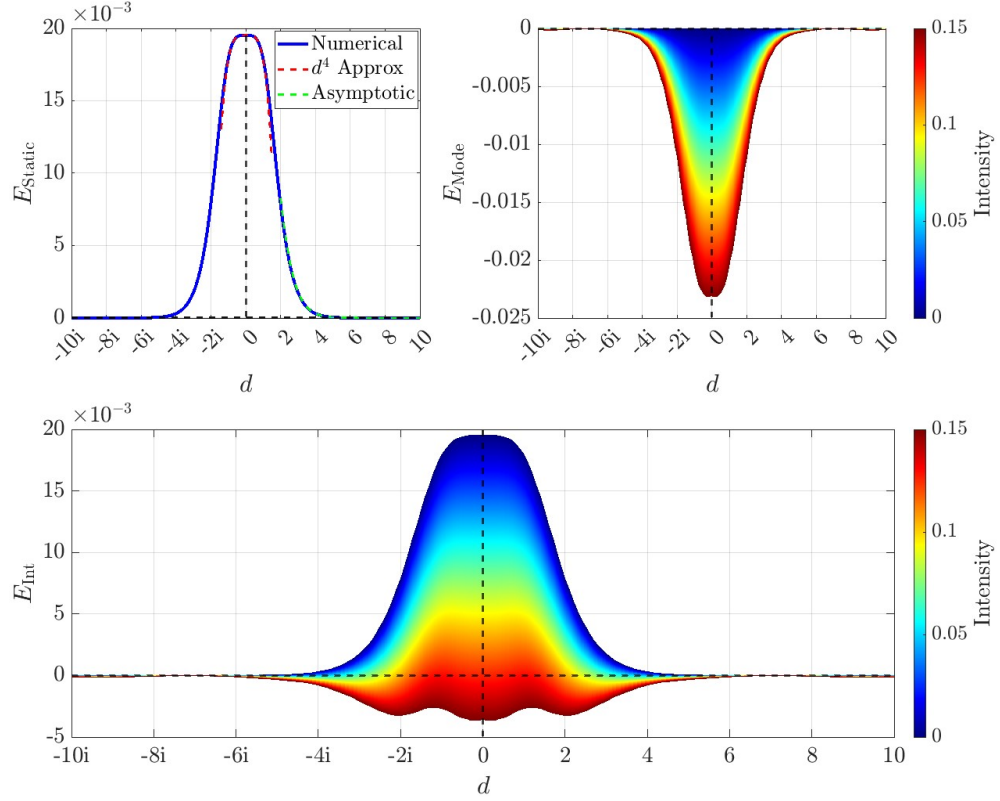 ×10⁻³
20
15
10
5
0
E_Static
Numerical
d⁴ Approx
Asymptotic
-10i -8i -6i -4i -2i 0 2 4 6 8 10
d
0
-0.005
-0.01
-0.015
-0.02
-0.025
E_Mode
-10i -8i -6i -4i -2i 0 2 4 6 8 10
d
0.15
0.1
0.05
0
Intensity
×10⁻³
20
15
10
5
0
-5
E_Int
-10i -8i -6i -4i -2i 0 2 4 6 8 10
d
0.15
0.1
0.05
0
Intensity